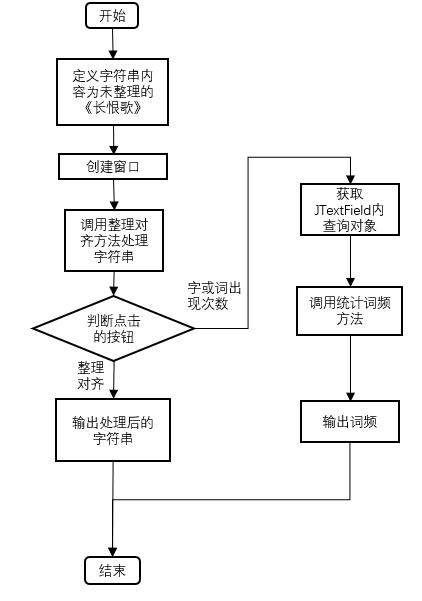 开始
定义字符串内
容为未整理的
《长恨歌》
创建窗口
调用整理对
齐方法处理
字符串
判断点击
的按钮
整理
对齐
输出处理后的
字符串
字或词出
现次数
获取
JTextField内
查询对象
调用统计词频
方法
输出词频
结束